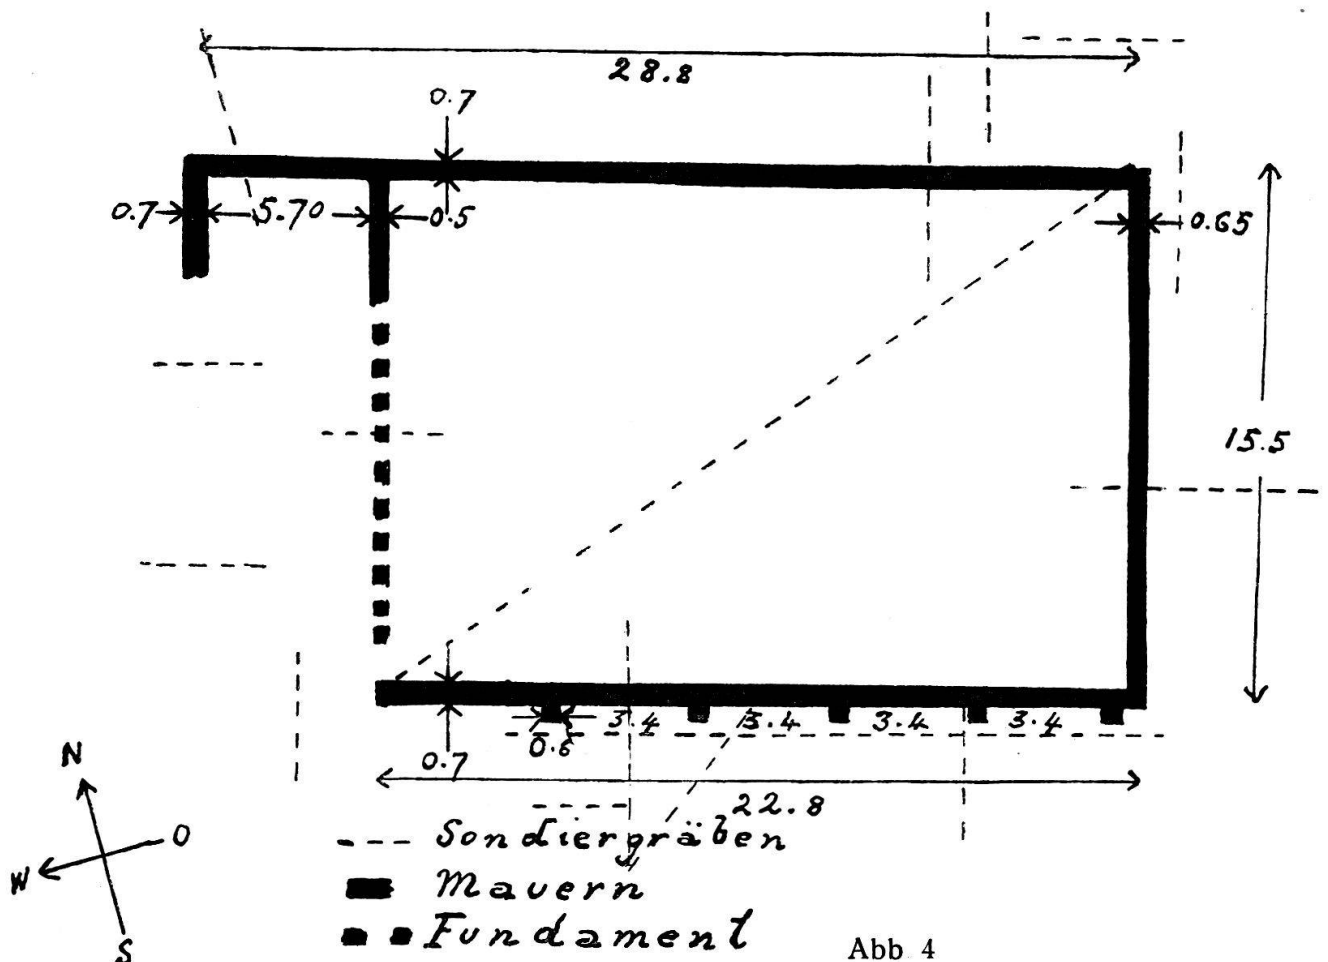 28.8
0.7
0.7 5.70 0.5 0.65
15.5
3.4 3.4 3.4 3.4
0.6
0.7
22.8
N
O
W
S
Sondiergräben
Mauern
Fundament
Abb 4